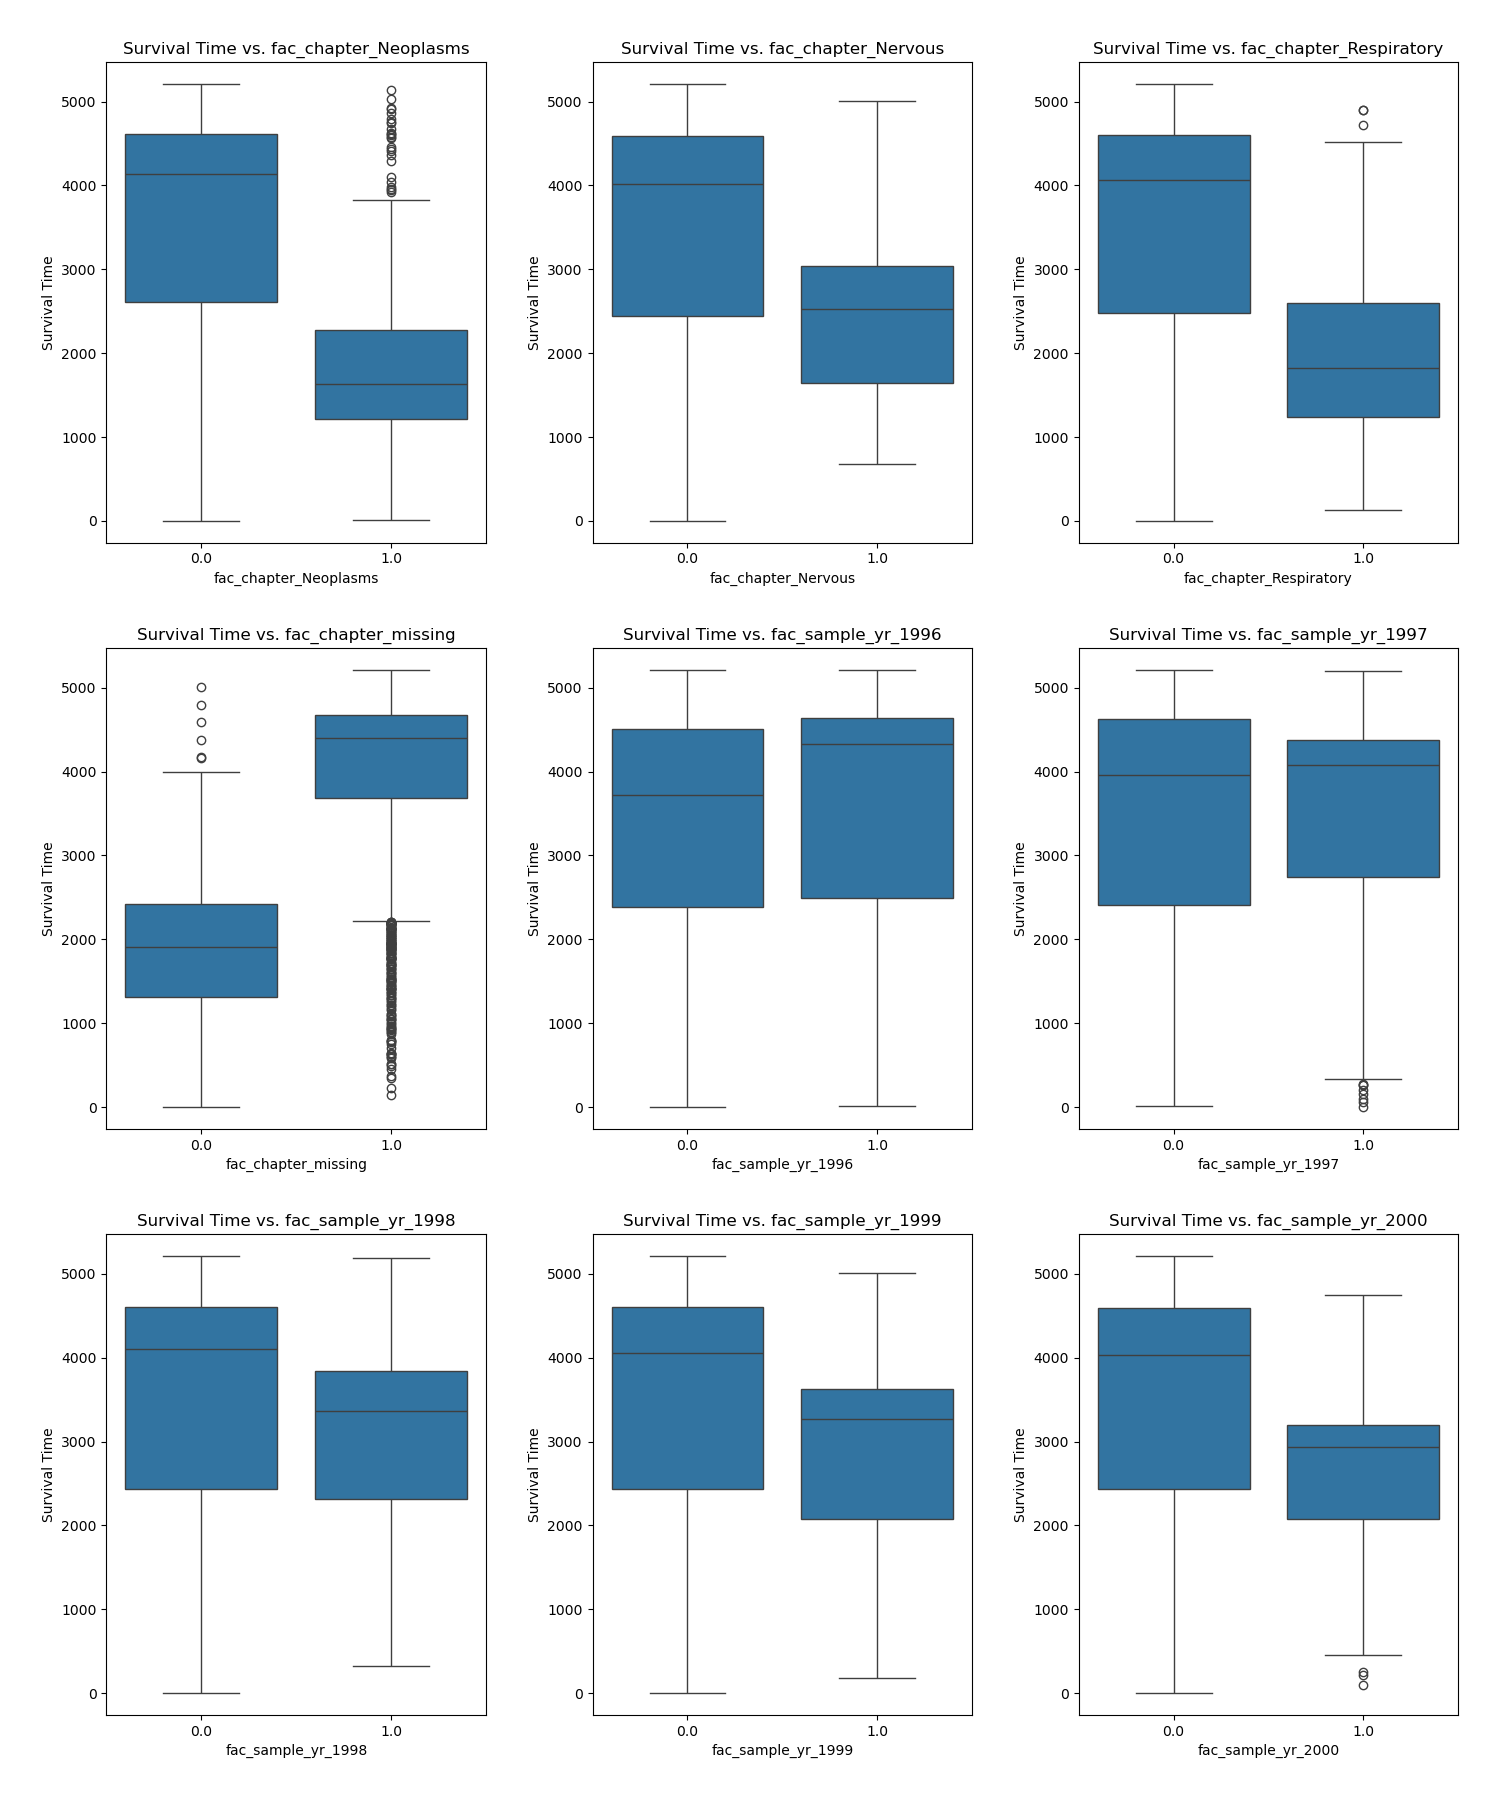 Survival Time vs. fac_chapter_Neoplasms
5000
4000
3000
2000
1000
0
Survival Time
0.0 1.0
fac_chapter_Neoplasms
Survival Time vs. fac_chapter_Nervous
5000
4000
3000
2000
1000
0
Survival Time
0.0 1.0
fac_chapter_Nervous
Survival Time vs. fac_chapter_Respiratory
5000
4000
3000
2000
1000
0
Survival Time
0.0 1.0
fac_chapter_Respiratory
Survival Time vs. fac_chapter_missing
5000
4000
3000
2000
1000
0
Survival Time
0.0 1.0
fac_chapter_missing
Survival Time vs. fac_sample_yr_1996
5000
4000
3000
2000
1000
0
Survival Time
0.0 1.0
fac_sample_yr_1996
Survival Time vs. fac_sample_yr_1997
5000
4000
3000
2000
1000
0
Survival Time
0.0 1.0
fac_sample_yr_1997
Survival Time vs. fac_sample_yr_1998
5000
4000
3000
2000
1000
0
Survival Time
0.0 1.0
fac_sample_yr_1998
Survival Time vs. fac_sample_yr_1999
5000
4000
3000
2000
1000
0
Survival Time
0.0 1.0
fac_sample_yr_1999
Survival Time vs. fac_sample_yr_2000
5000
4000
3000
2000
1000
0
Survival Time
0.0 1.0
fac_sample_yr_2000